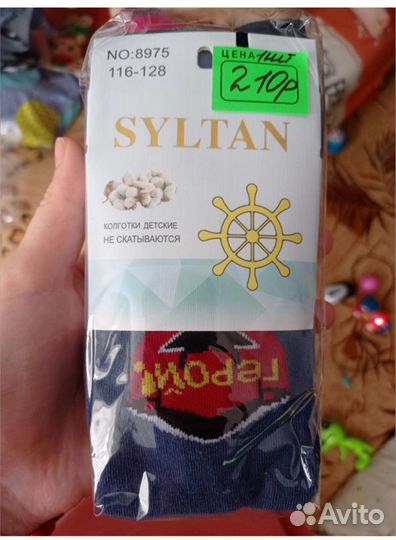 NO:8975
116-128
ЦЕНА 1шт
210р
SYLTAN
КОЛГОТКИ ДЕТСКИЕ
НЕ СКАТЫВАЮТСЯ
ГЕРОЙ
Avito